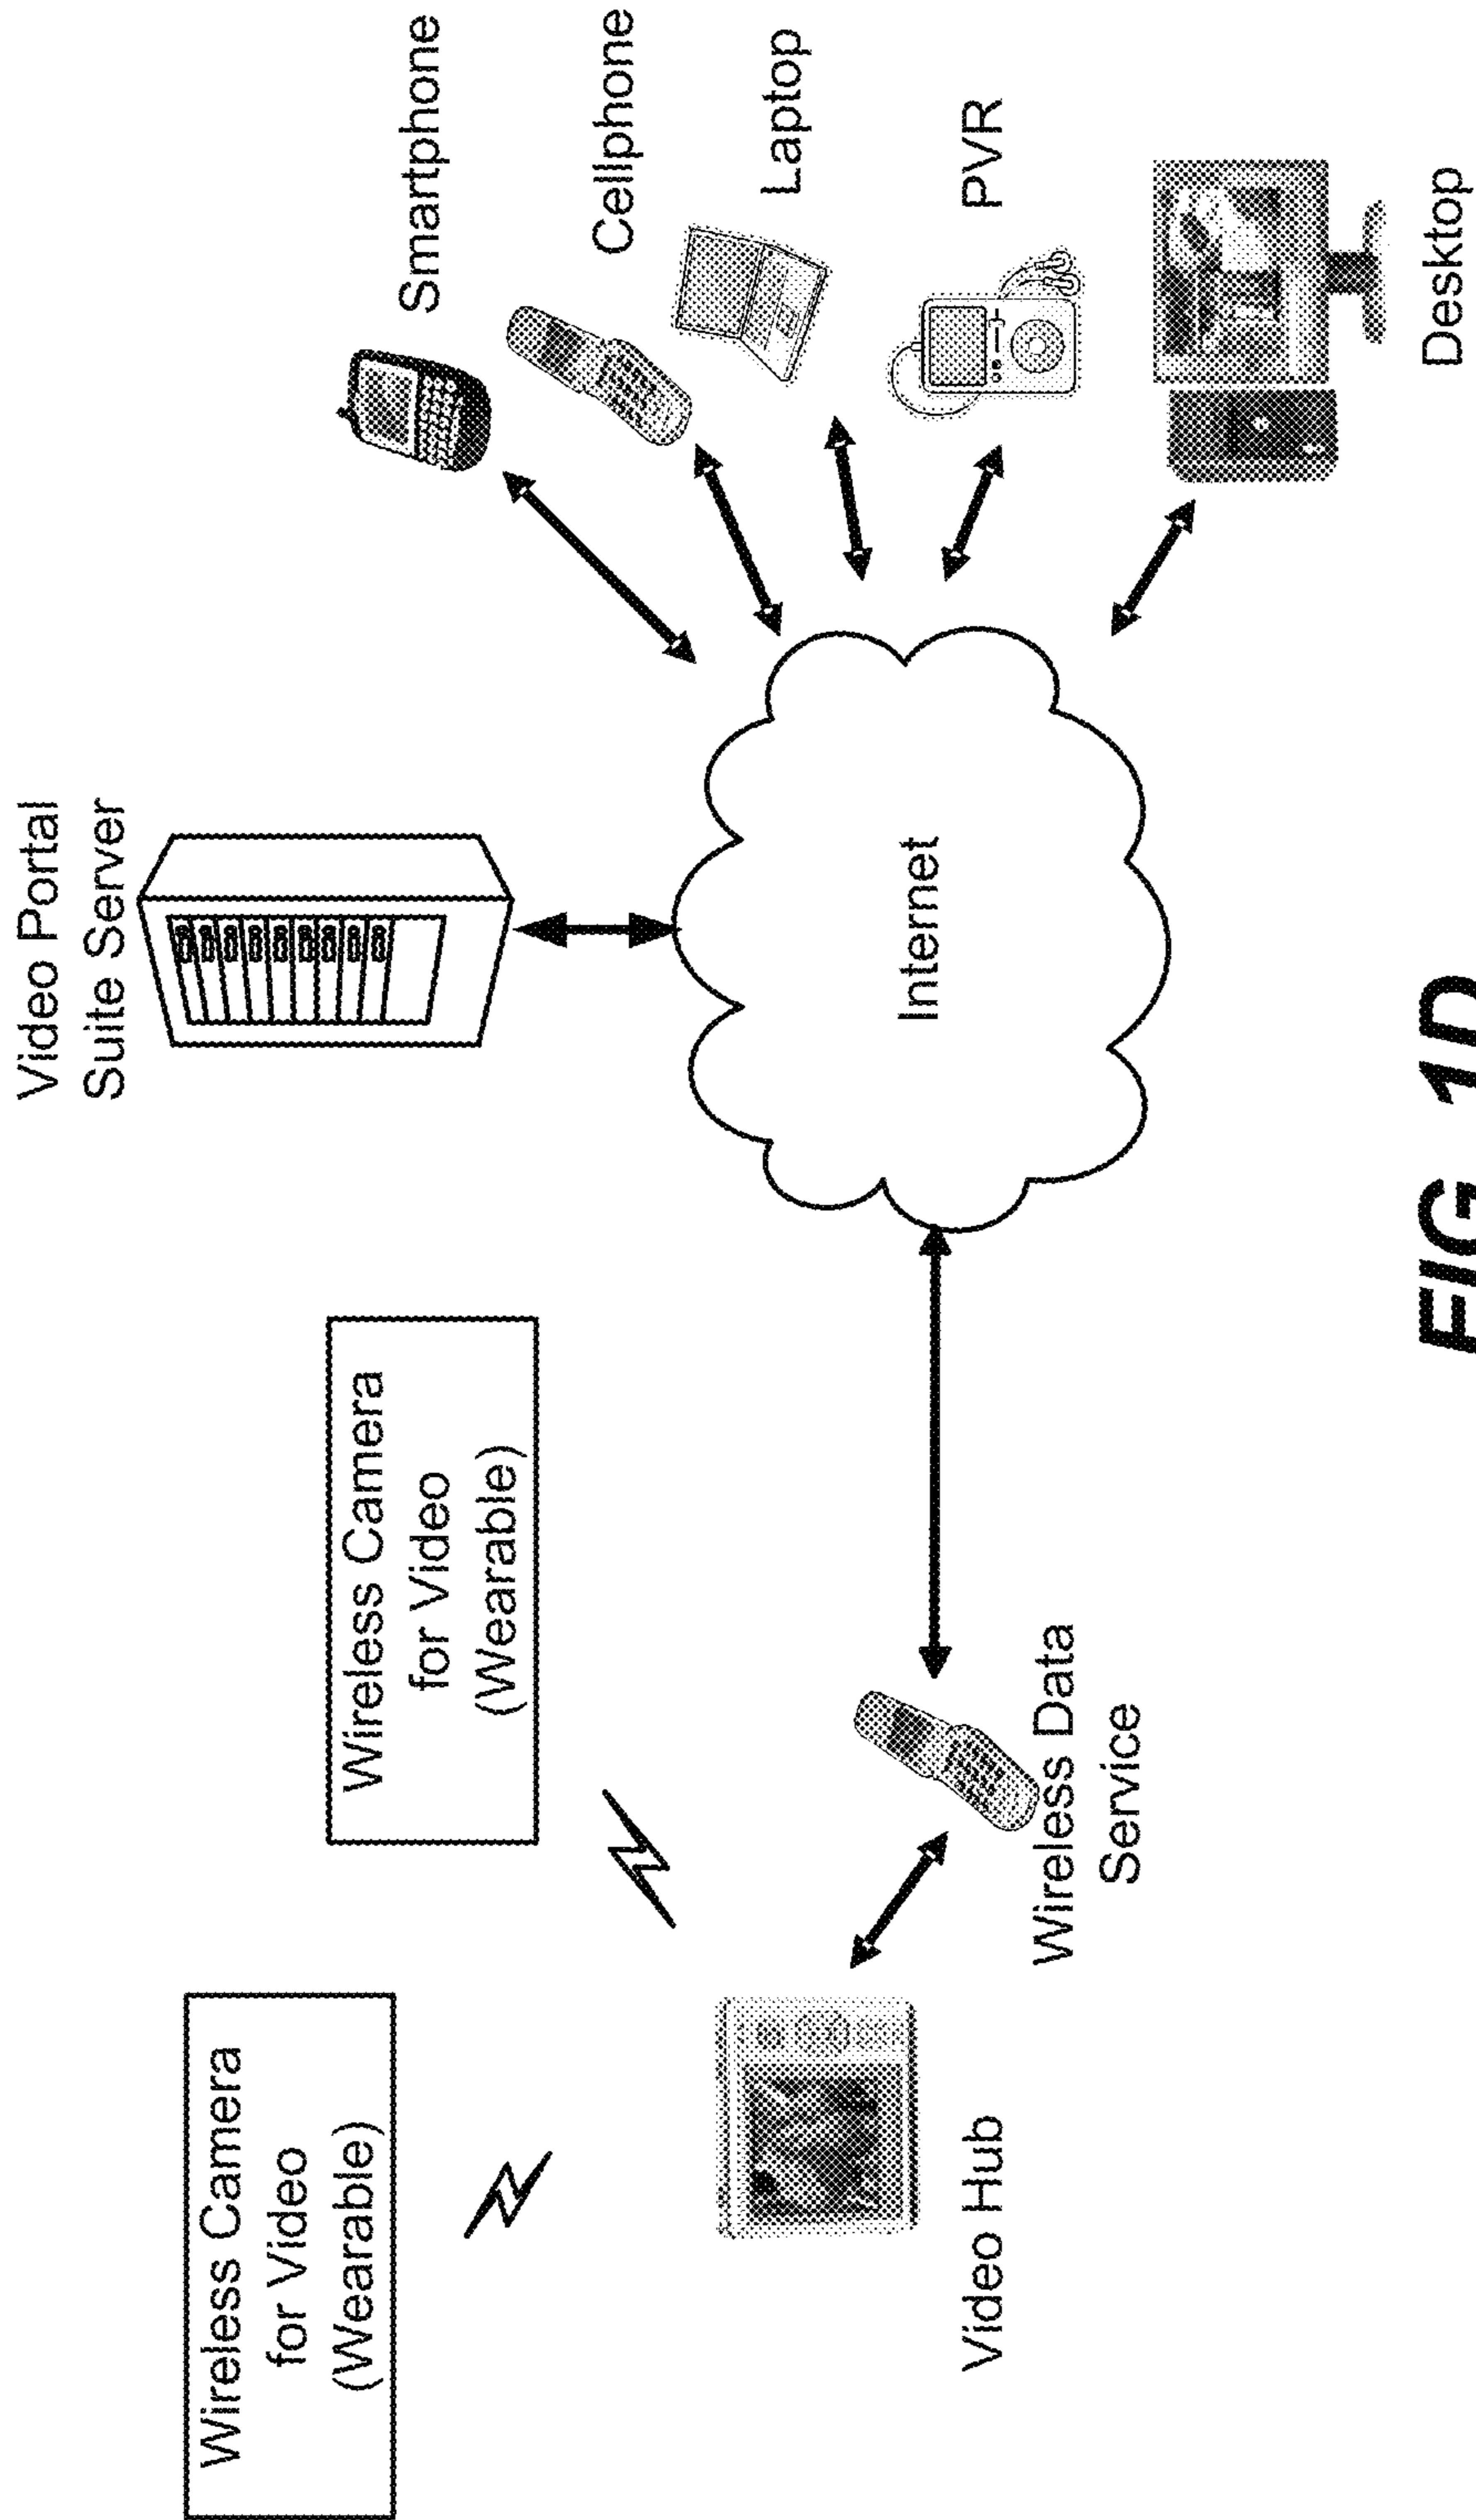 Video Portal
Suite Server
Wireless Camera
for Video
(Wearable)
Wireless Camera
for Video
(Wearable)
Smartphone
Cellphone
Laptop
PVR
Desktop
Internet
Video Hub
Wireless Data
Service
FIG. 1D